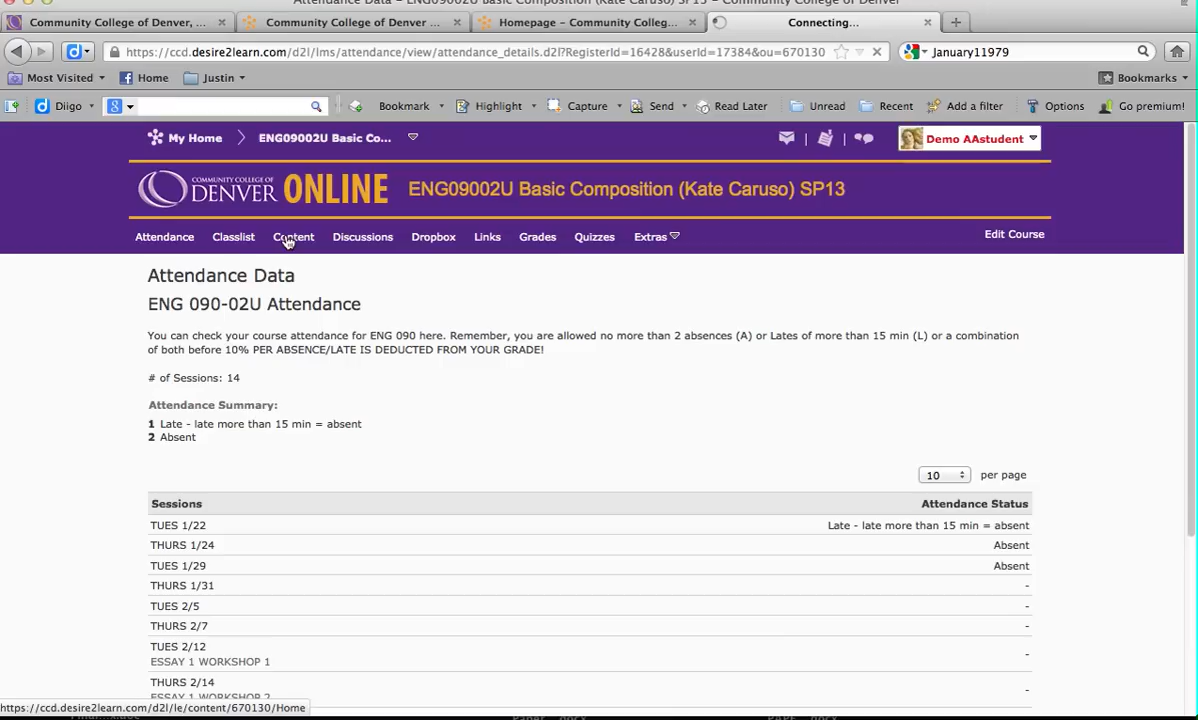 Attendance Data – ENG09002U Basic Composition (Kate Caruso) SP13 – Community College of Denver
Community College of Denver, ... × Community College of Denver ... × Homepage – Community Colleg... × Connecting... × +
https://ccd.desire2learn.com/d2l/lms/attendance/view/attendance_details.d2l?RegisterId=16428&userId=17384&ou=670130 January11979
Most Visited Home Justin Bookmarks
Diigo Bookmark Highlight Capture Send Read Later Unread Recent Add a filter Options Go premium!
My Home ENG09002U Basic Co... Demo AAstudent
COMMUNITY COLLEGE OF
DENVER ONLINE ENG09002U Basic Composition (Kate Caruso) SP13
Attendance Classlist Content Discussions Dropbox Links Grades Quizzes Extras Edit Course
Attendance Data
ENG 090-02U Attendance
You can check your course attendance for ENG 090 here. Remember, you are allowed no more than 2 absences (A) or Lates of more than 15 min (L) or a combination
of both before 10% PER ABSENCE/LATE IS DEDUCTED FROM YOUR GRADE!
# of Sessions: 14
Attendance Summary:
1 Late - late more than 15 min = absent
2 Absent
10 per page
Sessions Attendance Status
TUES 1/22 Late - late more than 15 min = absent
THURS 1/24 Absent
TUES 1/29 Absent
THURS 1/31 -
TUES 2/5 -
THURS 2/7 -
TUES 2/12 -
ESSAY 1 WORKSHOP 1
THURS 2/14 -
ESSAY 1 WORKSHOP 2
https://ccd.desire2learn.com/d2l/le/content/670130/Home